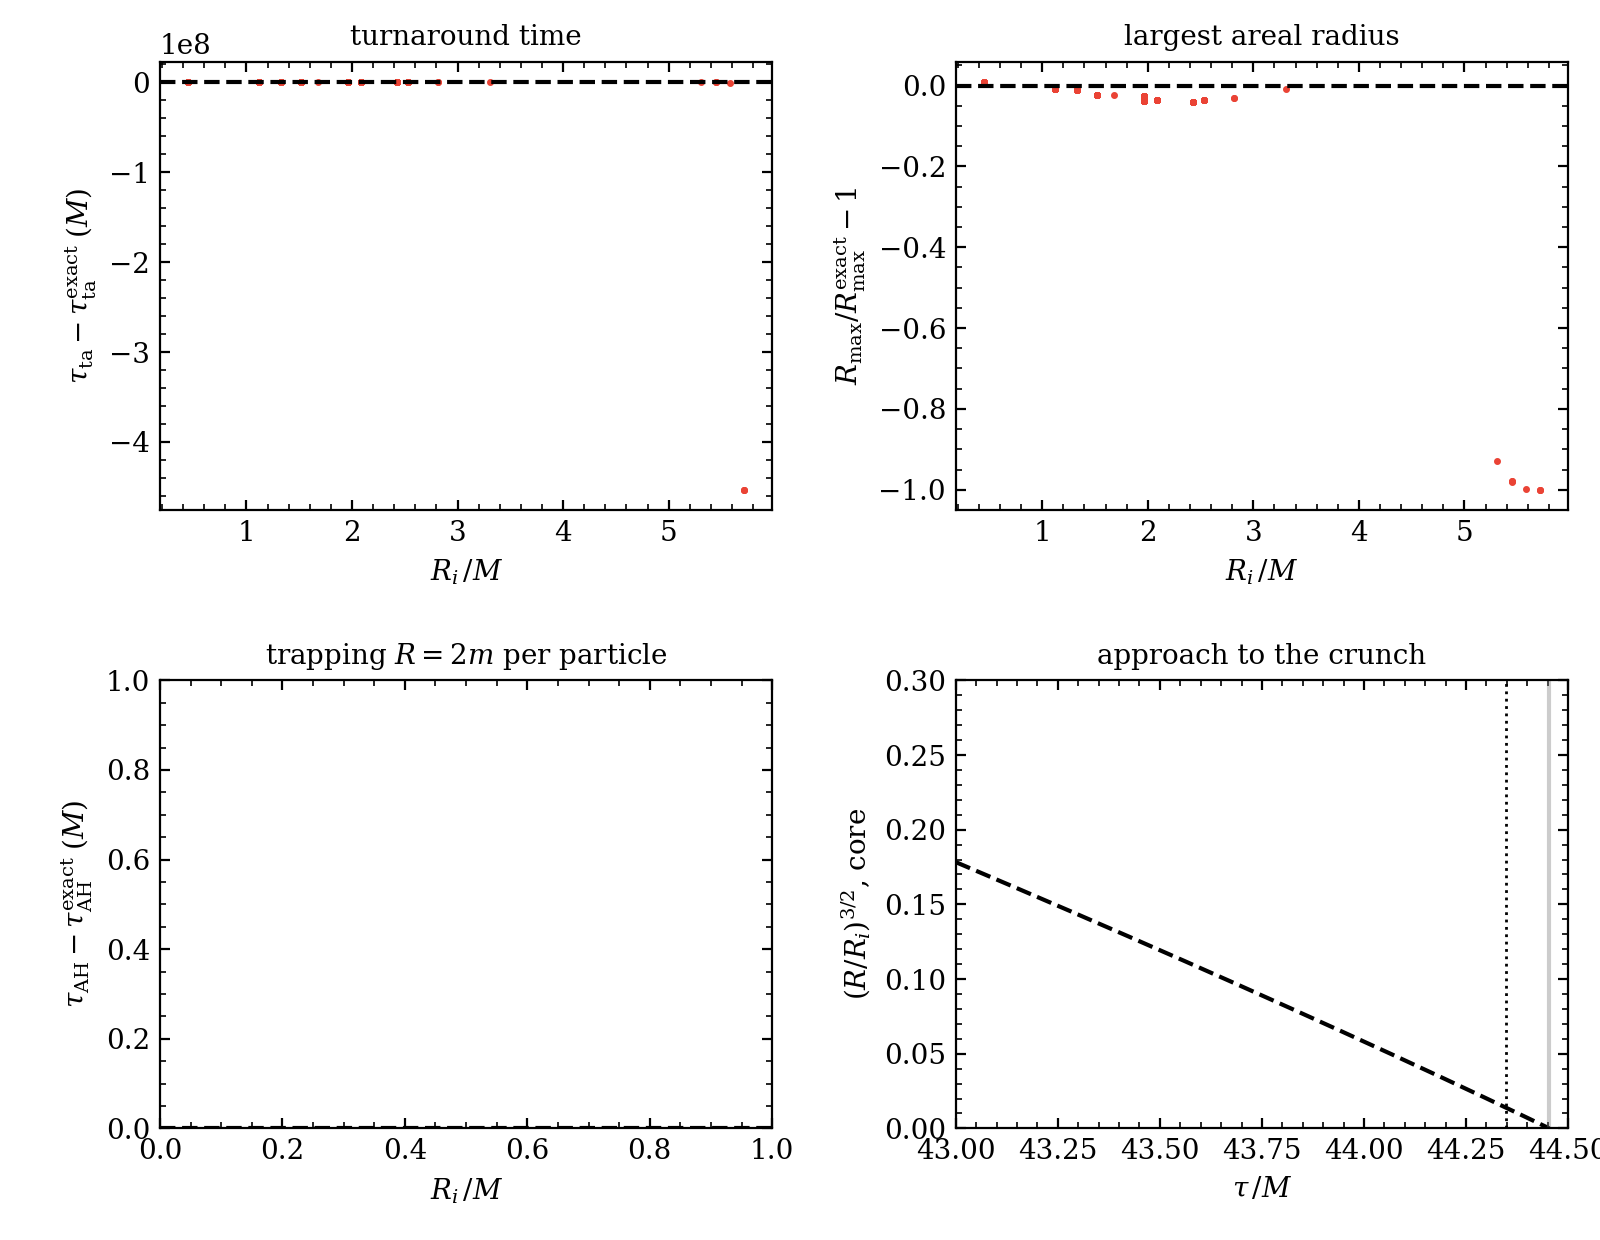 turnaround time
1e8
0
−1
−2
−3
−4
τ_ta − τ_ta^exact (M)
1 2 3 4 5
R_i/M
largest areal radius
0.0
−0.2
−0.4
−0.6
−0.8
−1.0
R_max/R_max^exact − 1
1 2 3 4 5
R_i/M
trapping R = 2m per particle
1.0
0.8
0.6
0.4
0.2
0.0
τ_AH − τ_AH^exact (M)
0.0 0.2 0.4 0.6 0.8 1.0
R_i/M
approach to the crunch
0.30
0.25
0.20
0.15
0.10
0.05
0.00
(R/R_i)^3/2, core
43.00 43.25 43.50 43.75 44.00 44.25 44.50
τ/M